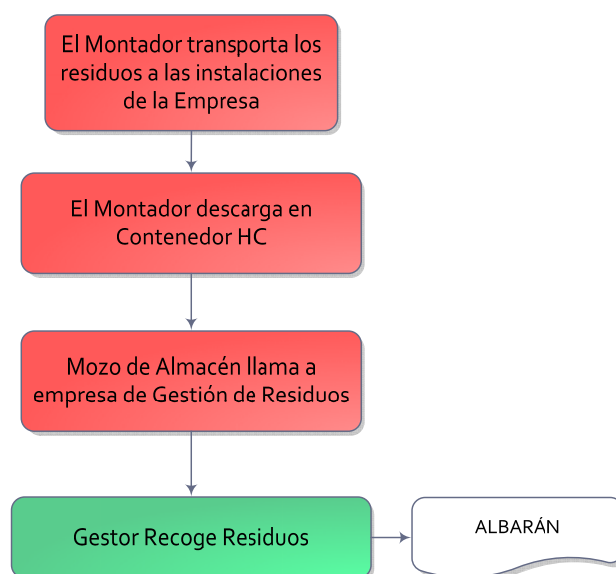 El Montador transporta los
residuos a las instalaciones
de la Empresa
El Montador descarga en
Contenedor HC
Mozo de Almacén llama a
empresa de Gestión de Residuos
Gestor Recoge Residuos
ALBARÁN